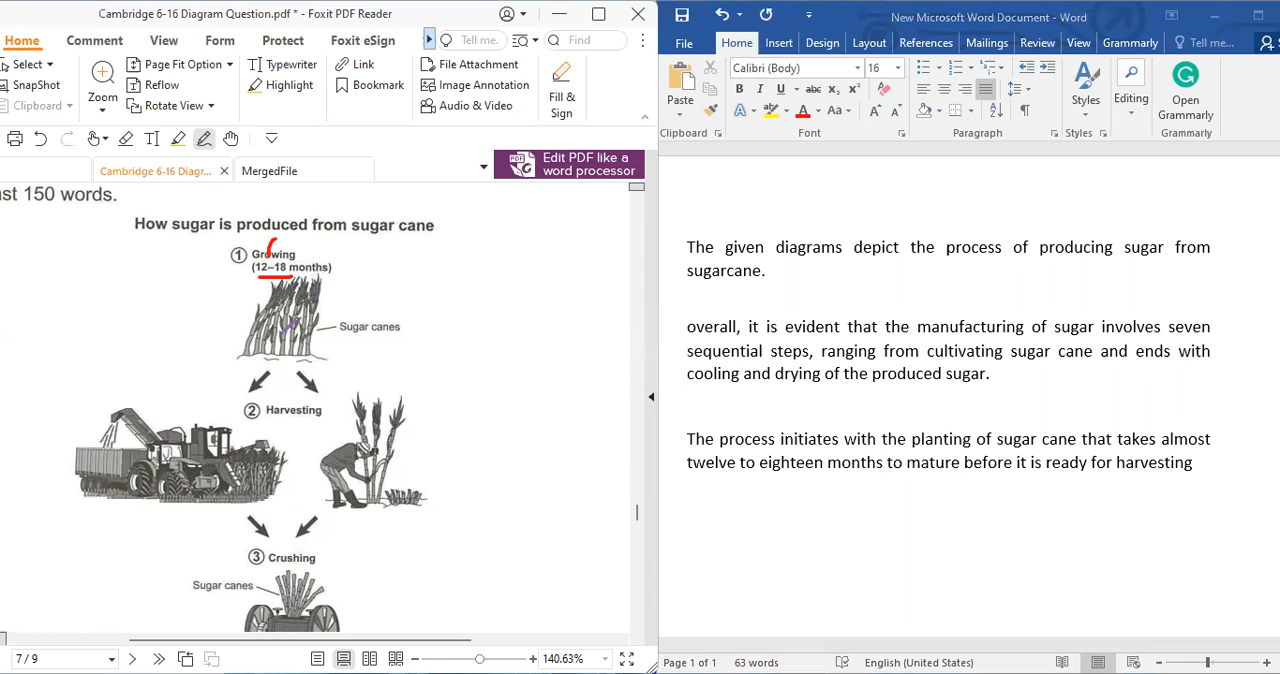 Cambridge 6-16 Diagram Question.pdf * - Foxit PDF Reader
Home Comment View Form Protect Foxit eSign Tell me. Find
Select
SnapShot
Clipboard
Zoom
Page Fit Option
Reflow
Rotate View
Typewriter
Highlight
Link
Bookmark
File Attachment
Image Annotation
Audio & Video
Fill &
Sign
Cambridge 6-16 Diagr... MergedFile
Edit PDF like a
word processor
ast 150 words.
How sugar is produced from sugar cane
1 Growing
(12–18 months)
Sugar canes
2 Harvesting
3 Crushing
Sugar canes
7 / 9 140.63%
New Microsoft Word Document - Word
File Home Insert Design Layout References Mailings Review View Grammarly Tell me...
Paste
Clipboard
Calibri (Body) 16
B I U abc x₂ x²
A A Aa A A
Font
Paragraph
Styles
Styles
Editing
Open
Grammarly
Grammarly
The given diagrams depict the process of producing sugar from
sugarcane.
overall, it is evident that the manufacturing of sugar involves seven
sequential steps, ranging from cultivating sugar cane and ends with
cooling and drying of the produced sugar.
The process initiates with the planting of sugar cane that takes almost
twelve to eighteen months to mature before it is ready for harvesting
Page 1 of 1 63 words English (United States)